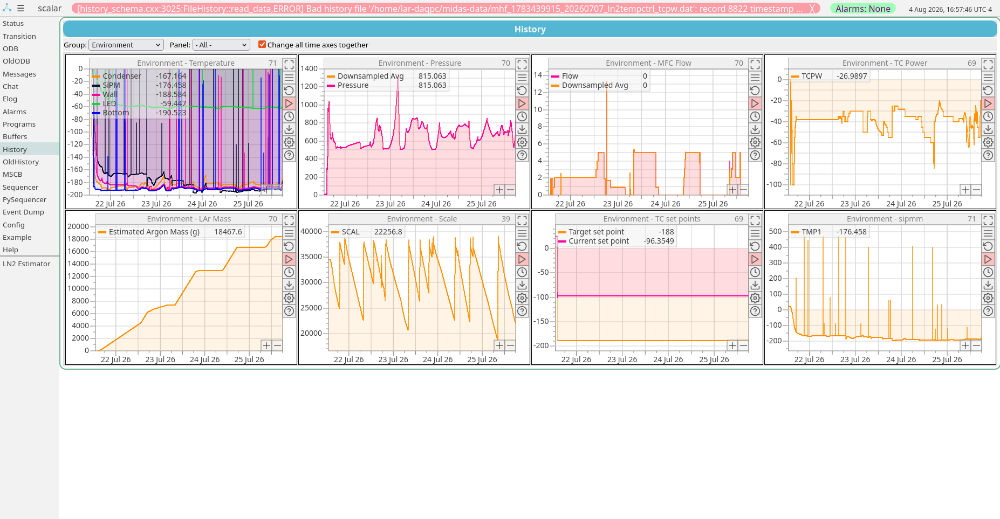 scalar
[history_schema.cxx:3025:FileHistory::read_data,ERROR] Bad history file '/home/lar-daqpc/midas-data/mhf_1783439915_20260707_ln2tempctrl_tcpw.dat': record 8822 timestamp ...
Alarms: None
4 Aug 2026, 16:57:46 UTC-4
Status
Transition
ODB
OldODB
Messages
Chat
Elog
Alarms
Programs
Buffers
History
OldHistory
MSCB
Sequencer
PySequencer
Event Dump
Config
Example
Help
LN2 Estimator
History
Group: Environment Panel: - All - Change all time axes together
Environment - Temperature 71
Condenser -167.164
SiPM -176.458
Wall -188.584
LED -59.447
Bottom -190.523
0
-20
-40
-60
-80
-100
-120
-140
-160
-180
-200
22 Jul 26 23 Jul 26 24 Jul 26 25 Jul 26
Environment - Pressure 70
Downsampled Avg 815.063
Pressure 815.063
1400
1200
1000
800
600
400
200
0
22 Jul 26 23 Jul 26 24 Jul 26 25 Jul 26
Environment - MFC Flow 70
Flow 0
Downsampled Avg 0
14
12
10
8
6
4
2
0
22 Jul 26 23 Jul 26 24 Jul 26 25 Jul 26
Environment - TC Power 69
TCPW -26.9897
0
-20
-40
-60
-80
-100
22 Jul 26 23 Jul 26 24 Jul 26 25 Jul 26
Environment - LAr Mass 70
Estimated Argon Mass (g) 18467.6
20000
18000
16000
14000
12000
10000
8000
6000
4000
2000
0
22 Jul 26 23 Jul 26 24 Jul 26 25 Jul 26
Environment - Scale 39
SCAL 22256.8
40000
35000
30000
25000
20000
22 Jul 26 23 Jul 26 24 Jul 26 25 Jul 26
Environment - TC set points 69
Target set point -188
Current set point -96.3549
0
-50
-100
-150
-200
22 Jul 26 23 Jul 26 24 Jul 26 25 Jul 26
Environment - sipmm 71
TMP1 -176.458
500
400
300
200
100
0
-100
-200
22 Jul 26 23 Jul 26 24 Jul 26 25 Jul 26